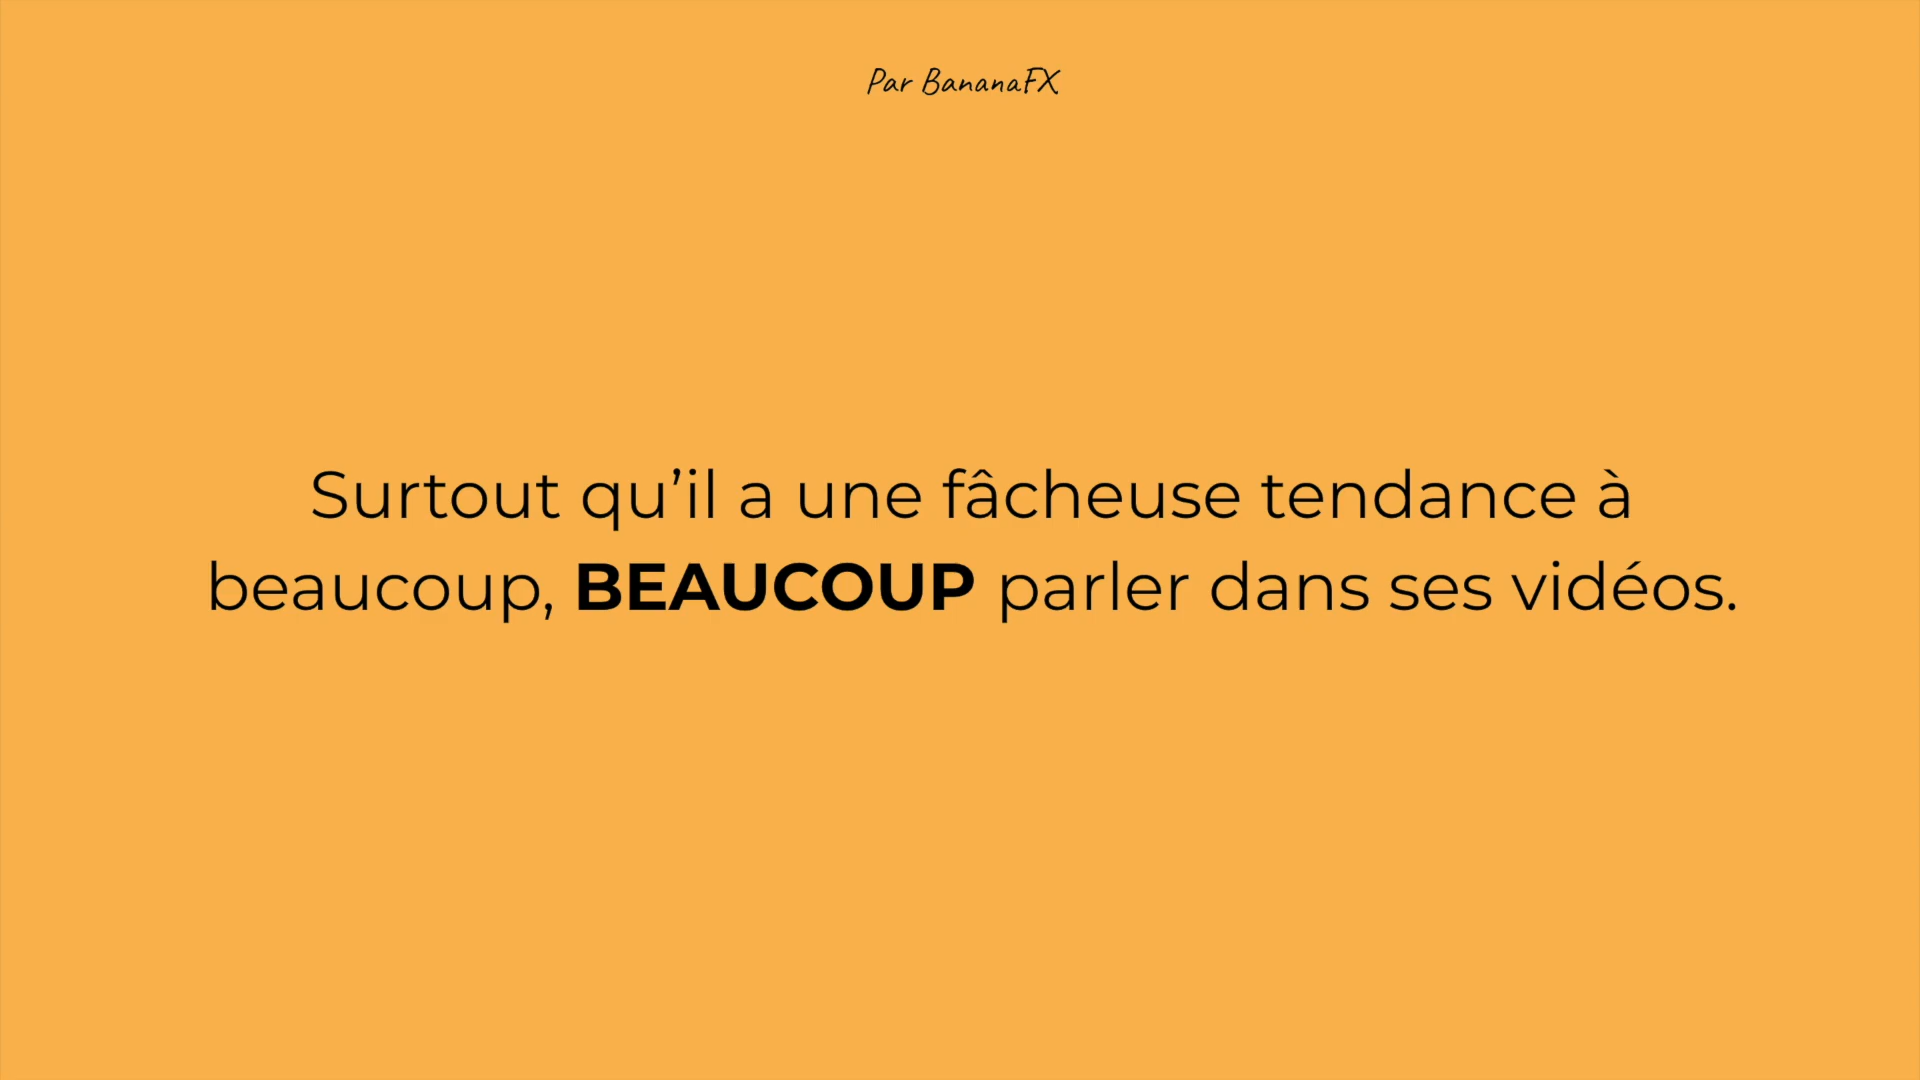 Par BananaFX
Surtout qu’il a une fâcheuse tendance à
beaucoup, BEAUCOUP parler dans ses vidéos.